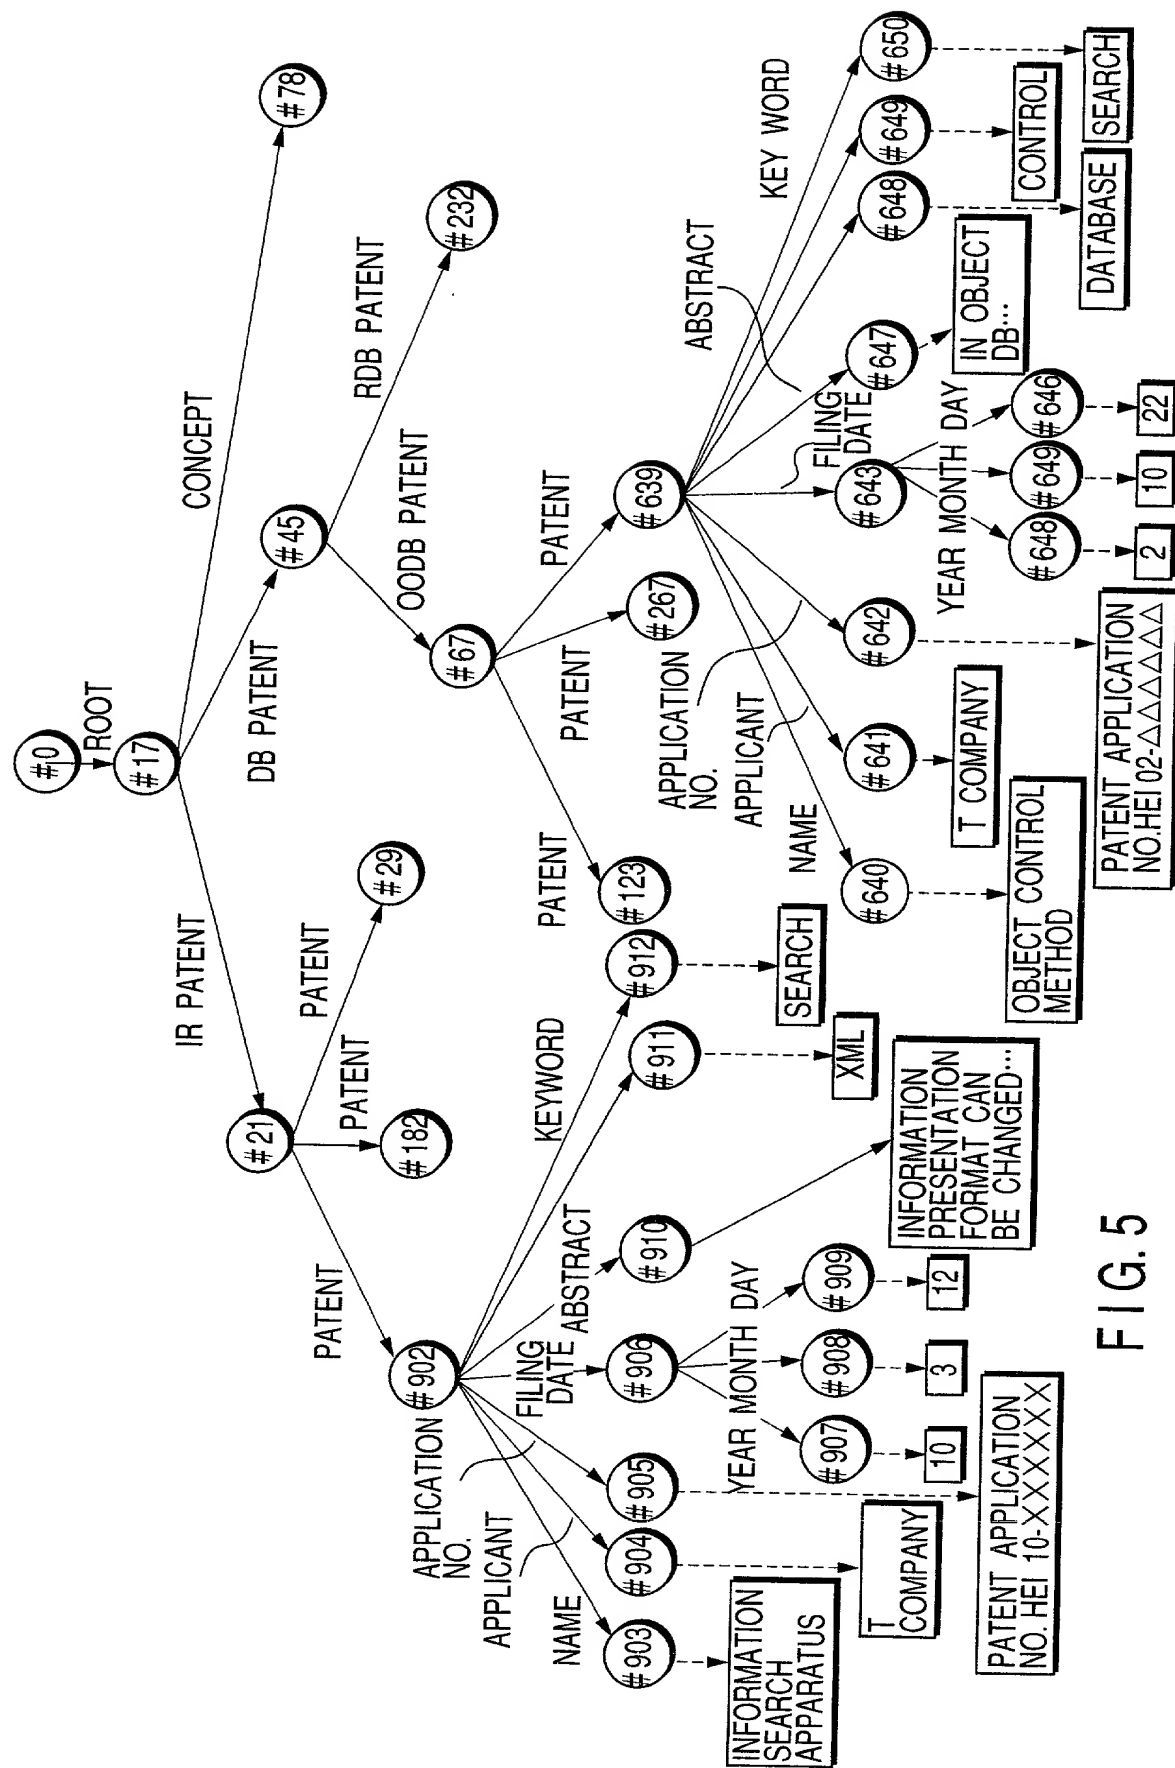 #0
ROOT
#17
IR PATENT
DB PATENT
CONCEPT
#21
#45
#78
PATENT
PATENT
PATENT
OODB PATENT
RDB PATENT
#902
#182
#29
#67
#232
APPLICATION
NO.
APPLICANT
NAME
FILING
DATE
ABSTRACT
KEYWORD
PATENT
PATENT
PATENT
#903
#904
#905
#906
#910
#911
#912
#123
#267
#639
YEAR MONTH DAY
#907
#908
#909
INFORMATION
SEARCH
APPARATUS
T
COMPANY
PATENT APPLICATION
NO. HEI 10-XXXXXX
10
3
12
INFORMATION
PRESENTATION
FORMAT CAN
BE CHANGED...
XML
SEARCH
APPLICATION
NO.
APPLICANT
NAME
FILING
DATE
ABSTRACT
KEY WORD
#640
#641
#642
#643
#647
#648
#649
#650
YEAR MONTH DAY
#648
#649
#646
OBJECT CONTROL
METHOD
T COMPANY
PATENT APPLICATION
NO.HEI 02-△△△△△△
2
10
22
IN OBJECT
DB...
DATABASE
CONTROL
SEARCH
FIG. 5